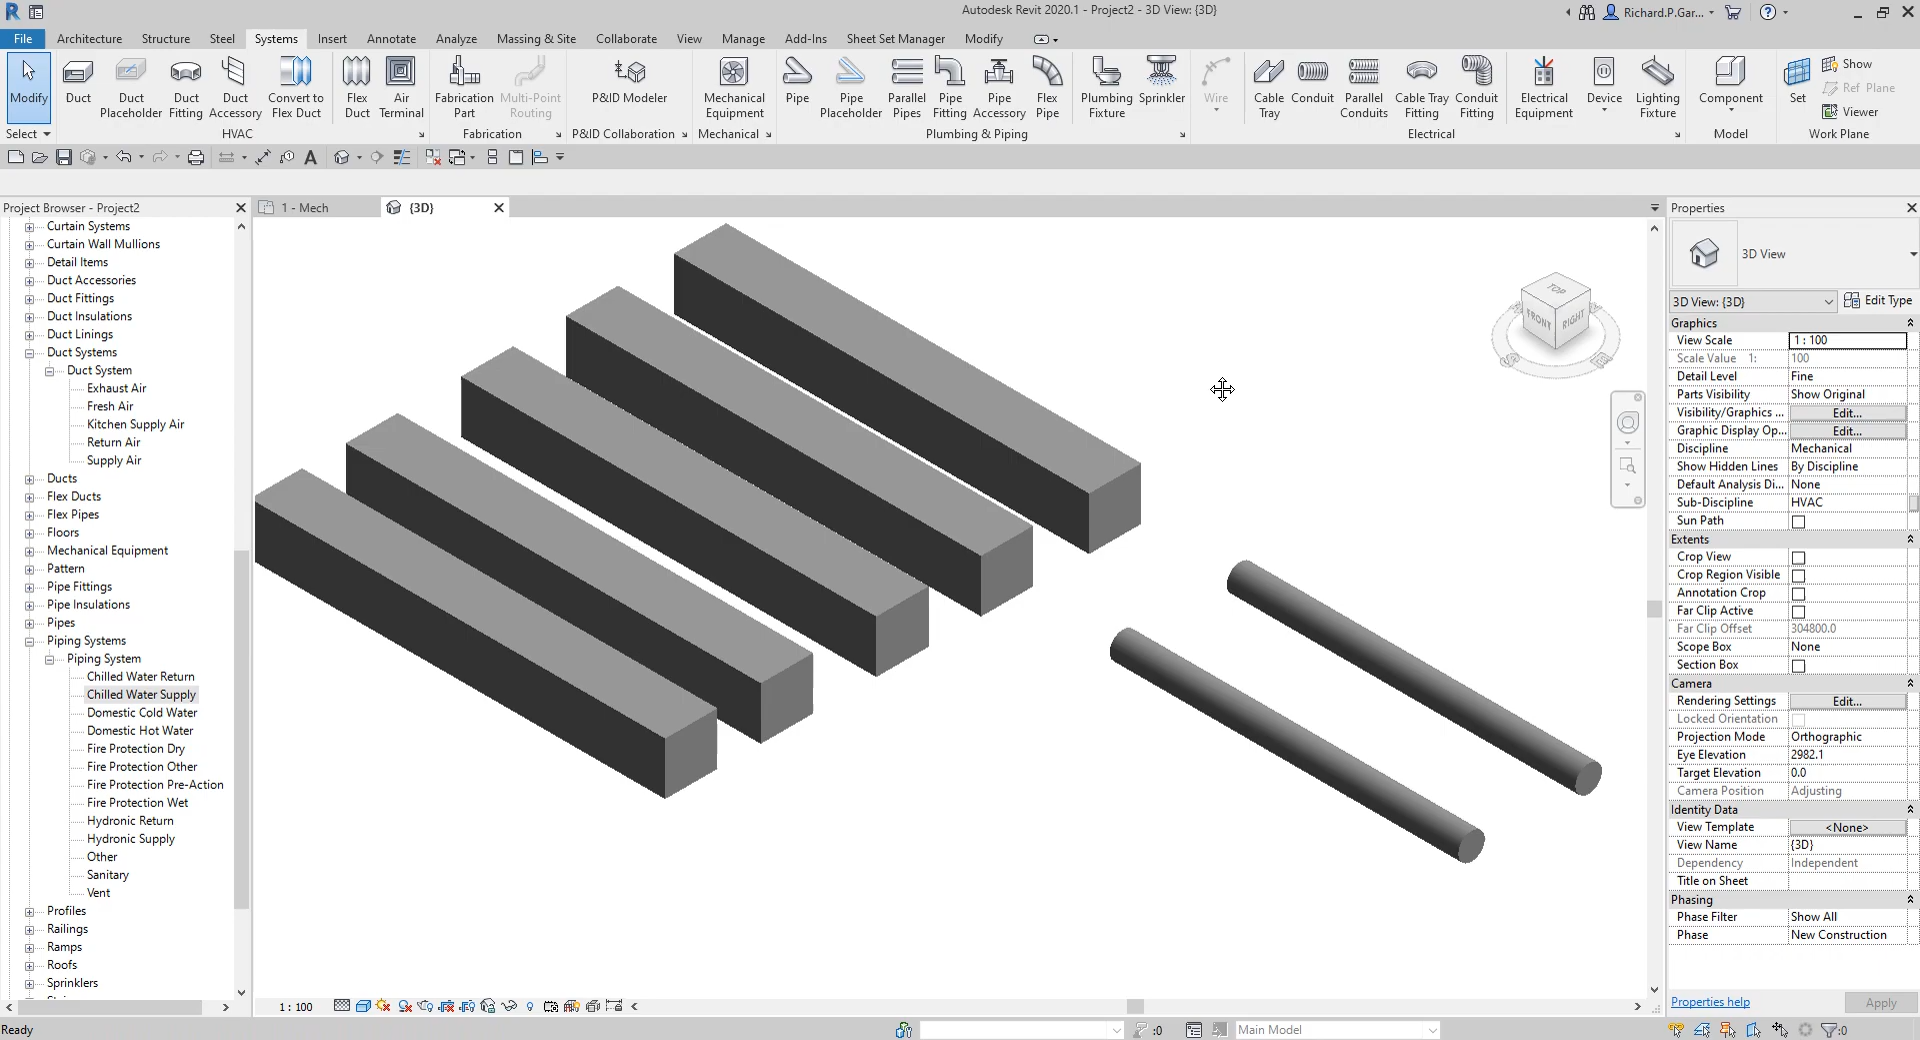 Autodesk Revit 2020.1 - Project2 - 3D View: {3D}
Richard.P.Gar...
File Architecture Structure Steel Systems Insert Annotate Analyze Massing & Site Collaborate View Manage Add-Ins Sheet Set Manager Modify
Modify
Duct
Duct Placeholder
Duct Fitting
Duct Accessory
Convert to Flex Duct
Flex Duct
Air Terminal
Fabrication Part
Multi-Point Routing
P&ID Modeler
Mechanical Equipment
Pipe
Pipe Placeholder
Parallel Pipes
Pipe Fitting
Pipe Accessory
Flex Pipe
Plumbing Fixture
Sprinkler
Wire
Cable Tray
Conduit
Parallel Conduits
Cable Tray Fitting
Conduit Fitting
Electrical Equipment
Device
Lighting Fixture
Component
Set
Show
Ref Plane
Viewer
Select HVAC Fabrication P&ID Collaboration Mechanical Plumbing & Piping Electrical Model Work Plane
Project Browser - Project2
1 - Mech
{3D}
Curtain Systems
Curtain Wall Mullions
Detail Items
Duct Accessories
Duct Fittings
Duct Insulations
Duct Linings
Duct Systems
Duct System
Exhaust Air
Fresh Air
Kitchen Supply Air
Return Air
Supply Air
Ducts
Flex Ducts
Flex Pipes
Floors
Mechanical Equipment
Pattern
Pipe Fittings
Pipe Insulations
Pipes
Piping Systems
Piping System
Chilled Water Return
Chilled Water Supply
Domestic Cold Water
Domestic Hot Water
Fire Protection Dry
Fire Protection Other
Fire Protection Pre-Action
Fire Protection Wet
Hydronic Return
Hydronic Supply
Other
Sanitary
Vent
Profiles
Railings
Ramps
Roofs
Sprinklers
TOP
FRONT
RIGHT
S
E
Properties
3D View
3D View: {3D} Edit Type
Graphics
View Scale 1 : 100
Scale Value 1: 100
Detail Level Fine
Parts Visibility Show Original
Visibility/Graphics ... Edit...
Graphic Display Op... Edit...
Discipline Mechanical
Show Hidden Lines By Discipline
Default Analysis Di... None
Sub-Discipline HVAC
Sun Path
Extents
Crop View
Crop Region Visible
Annotation Crop
Far Clip Active
Far Clip Offset 304800.0
Scope Box None
Section Box
Camera
Rendering Settings Edit...
Locked Orientation
Projection Mode Orthographic
Eye Elevation 2982.1
Target Elevation 0.0
Camera Position Adjusting
Identity Data
View Template <None>
View Name {3D}
Dependency Independent
Title on Sheet
Phasing
Phase Filter Show All
Phase New Construction
Properties help Apply
1 : 100
Ready
:0
Main Model
:0